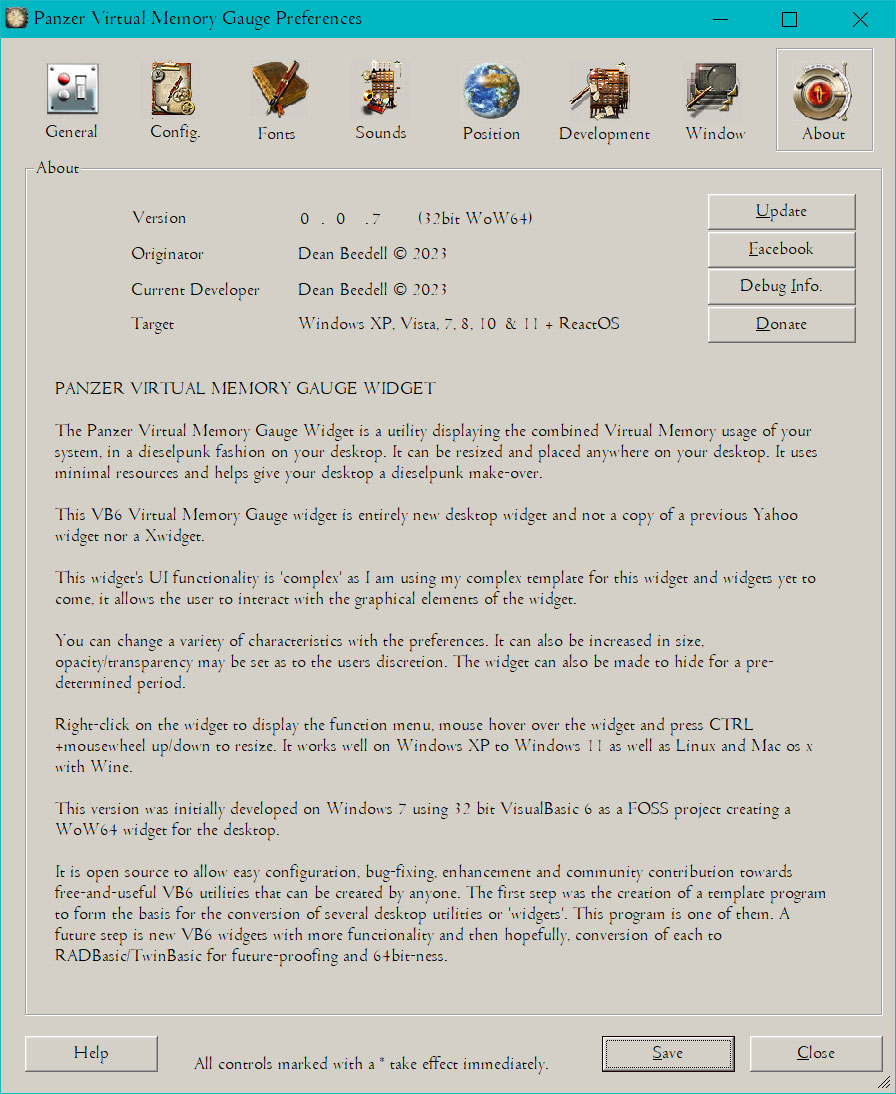 Panzer Virtual Memory Gauge Preferences
General
Config.
Fonts
Sounds
Position
Development
Window
About
About
Version 0 . 0 .7 (32bit WoW64)
Originator Dean Beedell © 2023
Current Developer Dean Beedell © 2023
Target Windows XP, Vista, 7, 8, 10 & 11 + ReactOS
Update
Facebook
Debug Info.
Donate
PANZER VIRTUAL MEMORY GAUGE WIDGET
The Panzer Virtual Memory Gauge Widget is a utility displaying the combined Virtual Memory usage of your
system, in a dieselpunk fashion on your desktop. It can be resized and placed anywhere on your desktop. It uses
minimal resources and helps give your desktop a dieselpunk make-over.
This VB6 Virtual Memory Gauge widget is entirely new desktop widget and not a copy of a previous Yahoo
widget nor a Xwidget.
This widget's UI functionality is 'complex' as I am using my complex template for this widget and widgets yet to
come, it allows the user to interact with the graphical elements of the widget.
You can change a variety of characteristics with the preferences. It can also be increased in size,
opacity/transparency may be set as to the users discretion. The widget can also be made to hide for a pre-
determined period.
Right-click on the widget to display the function menu, mouse hover over the widget and press CTRL
+mousewheel up/down to resize. It works well on Windows XP to Windows 11 as well as Linux and Mac os x
with Wine.
This version was initially developed on Windows 7 using 32 bit VisualBasic 6 as a FOSS project creating a
WoW64 widget for the desktop.
It is open source to allow easy configuration, bug-fixing, enhancement and community contribution towards
free-and-useful VB6 utilities that can be created by anyone. The first step was the creation of a template program
to form the basis for the conversion of several desktop utilities or 'widgets'. This program is one of them. A
future step is new VB6 widgets with more functionality and then hopefully, conversion of each to
RADBasic/TwinBasic for future-proofing and 64bit-ness.
Help
All controls marked with a * take effect immediately.
Save
Close